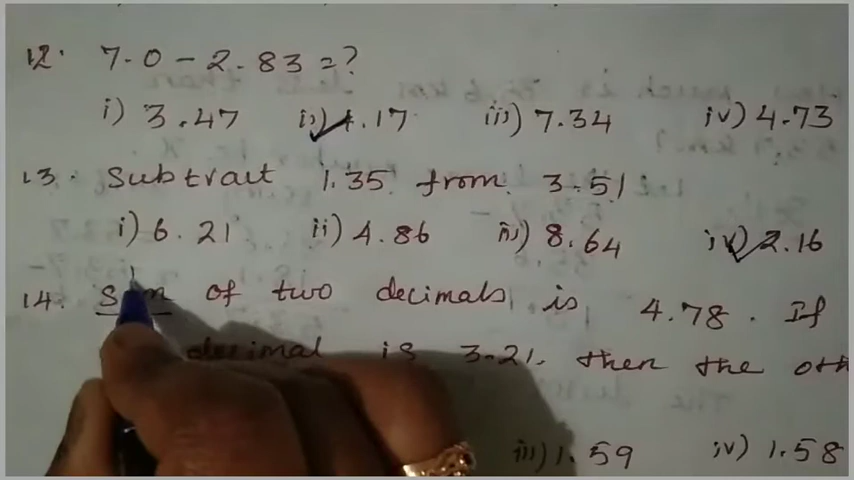 12. 7.0 - 2.83 = ?
i) 3.47 ii) 4.17 iii) 7.34 iv) 4.73
13. Subtract 1.35 from 3.51
i) 6.21 ii) 4.86 iii) 8.64 iv) 2.16
14. Sum of two decimals is 4.78. If
decimal is 3.21. then the oth
iii) 1.59 iv) 1.58